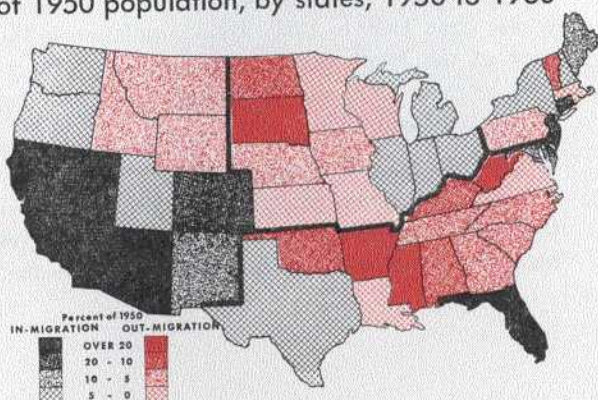 of 1950 population, by states, 1950 to 1960
Percent of 1950
IN-MIGRATION OUT-MIGRATION
OVER 20
20 - 10
10 - 5
5 - 0